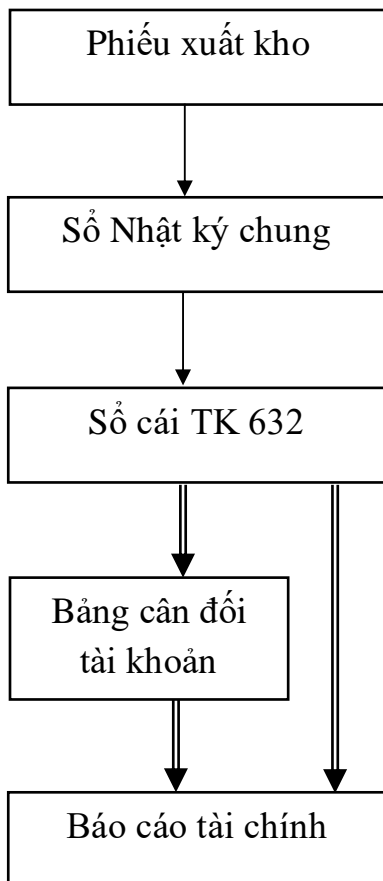 Phiếu xuất kho
Sổ Nhật ký chung
Sổ cái TK 632
Bảng cân đối
tài khoản
Báo cáo tài chính